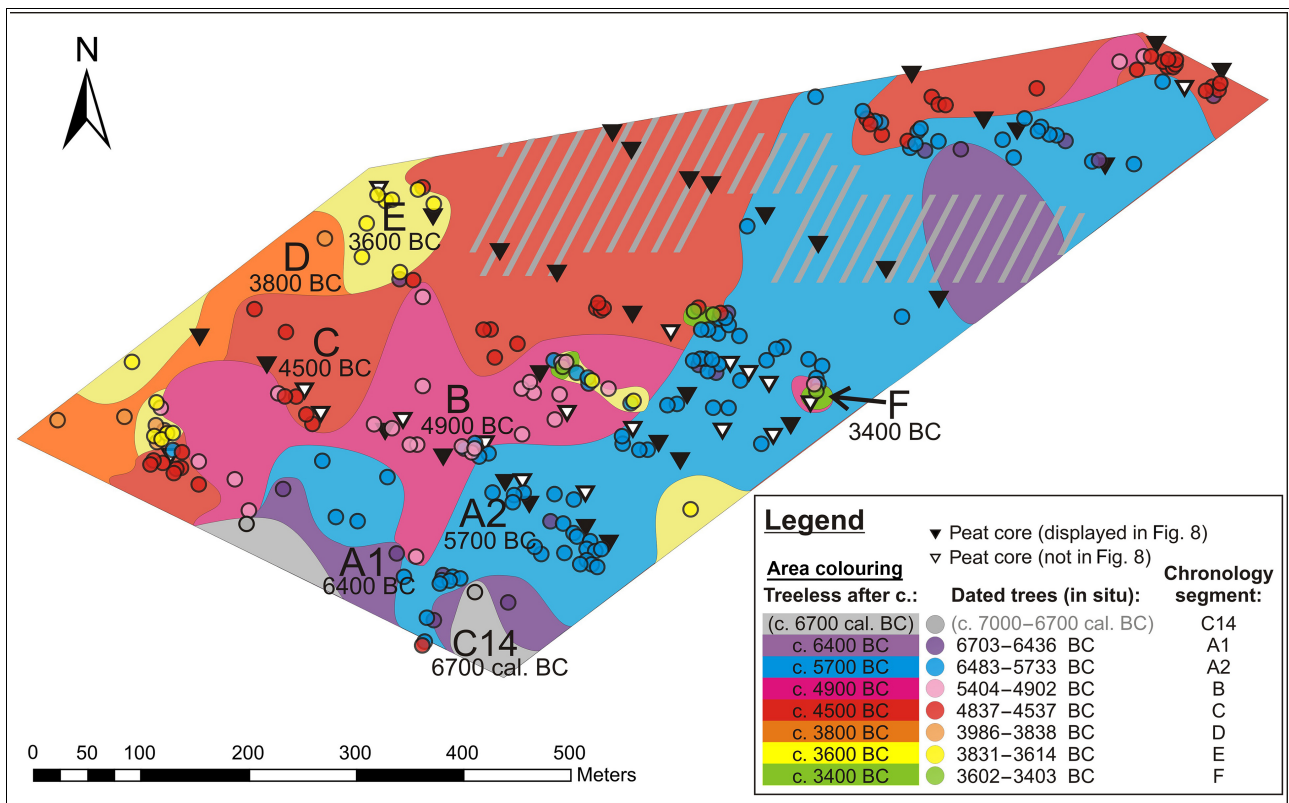 N
E
3600 BC
D
3800 BC
C
4500 BC
B
4900 BC
F
3400 BC
A2
5700 BC
A1
6400 BC
C14
6700 cal. BC
0 50 100 200 300 400 500
Meters
Legend
Peat core (displayed in Fig. 8)
Peat core (not in Fig. 8)
Area colouring
Treeless after c.: Dated trees (in situ): Chronology segment:
(c. 6700 cal. BC) (c. 7000–6700 cal. BC) C14
c. 6400 BC 6703–6436 BC A1
c. 5700 BC 6483–5733 BC A2
c. 4900 BC 5404–4902 BC B
c. 4500 BC 4837–4537 BC C
c. 3800 BC 3986–3838 BC D
c. 3600 BC 3831–3614 BC E
c. 3400 BC 3602–3403 BC F